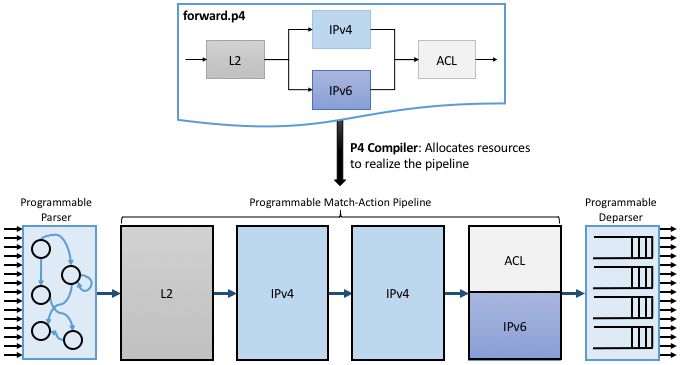 forward.p4
IPv4
L2
ACL
IPv6
P4 Compiler: Allocates resources
to realize the pipeline
Programmable
Parser
Programmable Match-Action Pipeline
Programmable
Deparser
L2
IPv4
IPv4
ACL
IPv6